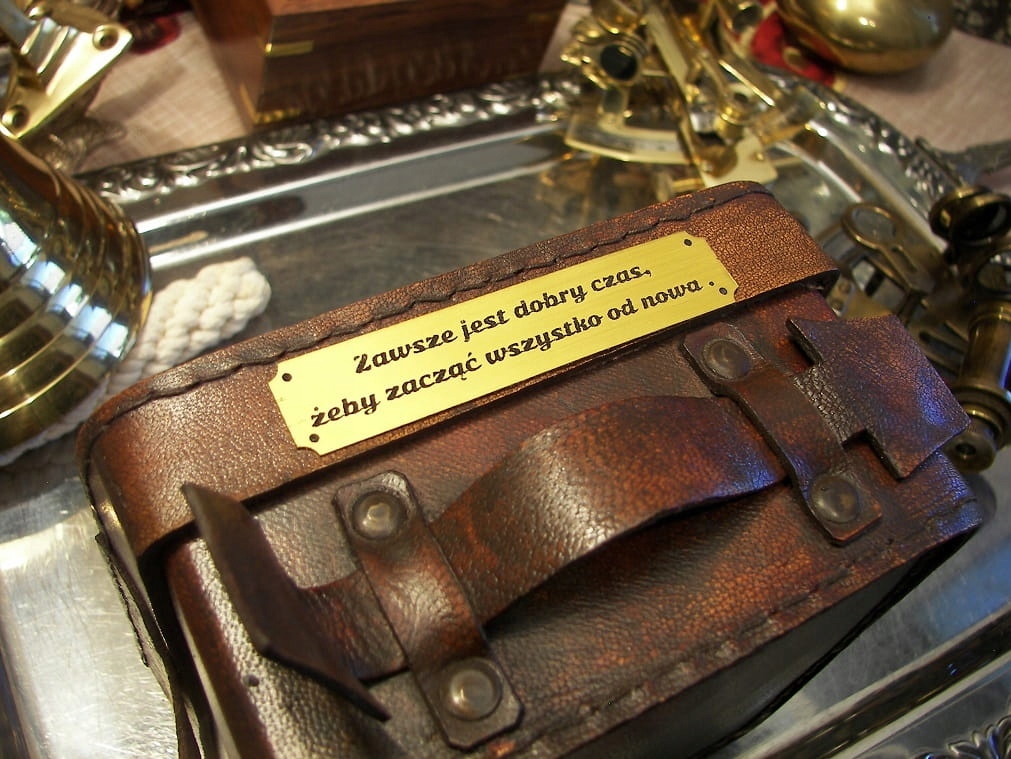 Zawsze jest dobry czas,
żeby zacząć wszystko od nowa .